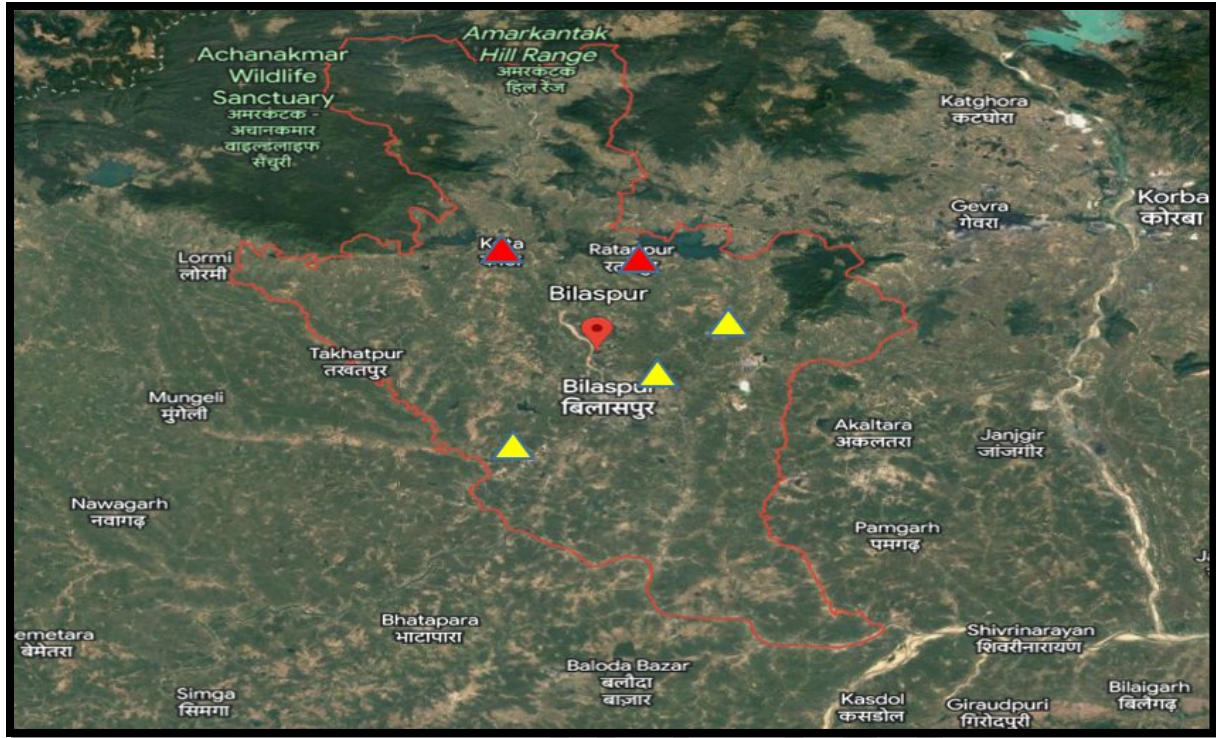 Amarkantak
Hill Range
अमरकंटक
हिल रेंज
Achanakmar
Wildlife
Sanctuary
अमरकंटक -
अचानकमार
वाइल्डलाइफ
सैंचुरी
Katghora
कटघोरा
Korba
कोरबा
Gevra
गेवरा
Lormi
लोरमी
Ratanpur
Bilaspur
Takhatpur
तखतपुर
Bilaspur
बिलासपुर
Mungeli
मुंगेली
Akaltara
अकलतरा
Janjgir
जांजगीर
Nawagarh
नवागढ़
Pamgarh
पमगढ़
Bhatapara
भाटापारा
Shivrinarayan
शिवरीनारायण
emetara
बेमेतरा
Baloda Bazar
बलौदा
बाज़ार
Simga
सिमगा
Kasdol
कसडोल
Giraudpuri
गिरोदपुरी
Bilaigarh
बिलैगढ़